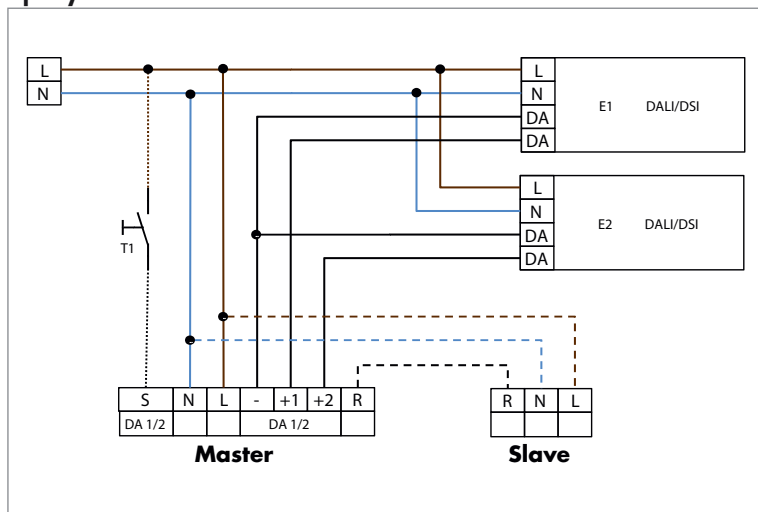 L
N
L
N
DA
DA
E1 DALI/DSI
L
N
DA
DA
E2 DALI/DSI
T1
S N L - +1 +2 R
DA 1/2 DA 1/2
Master
R N L
Slave